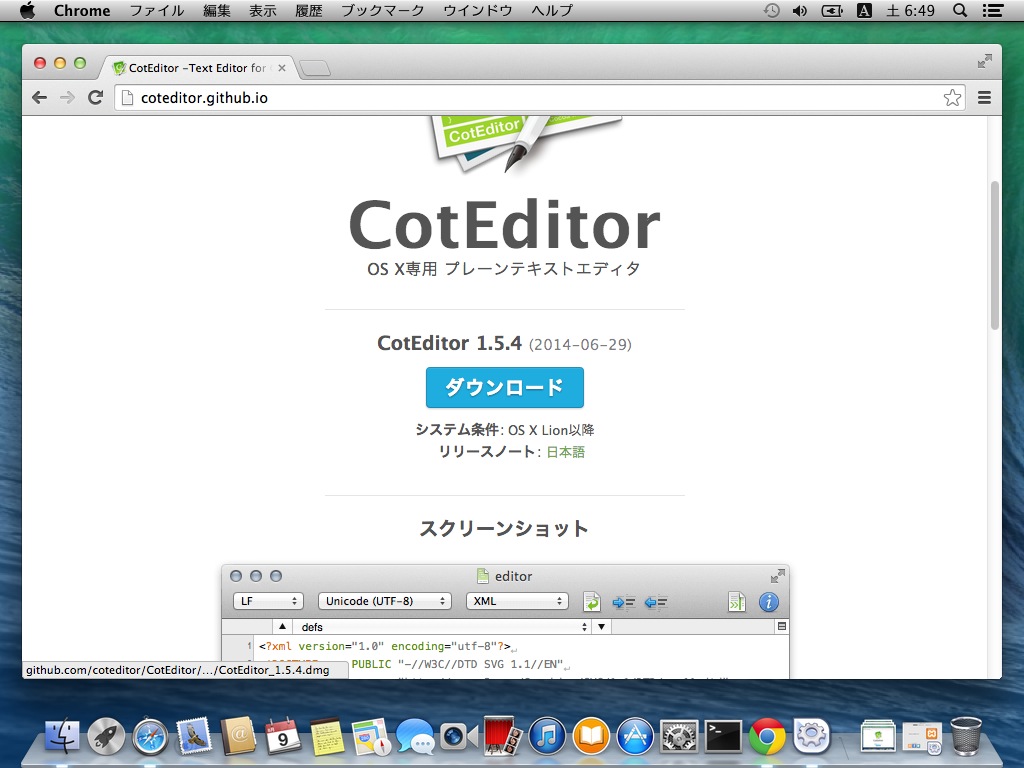 Chrome ファイル 編集 表示 履歴 ブックマーク ウインドウ ヘルプ A 土 6:49
CotEditor -Text Editor for
coteditor.github.io
CotEditor
CotEditor
OS X専用 プレーンテキストエディタ
CotEditor 1.5.4 (2014-06-29)
ダウンロード
システム条件: OS X Lion以降
リリースノート: 日本語
スクリーンショット
editor
LF Unicode (UTF-8) XML
defs
1 <?xml version="1.0" encoding="utf-8"?>
PUBLIC "-//W3C//DTD SVG 1.1//EN"
github.com/coteditor/CotEditor/.../CotEditor_1.5.4.dmg
9